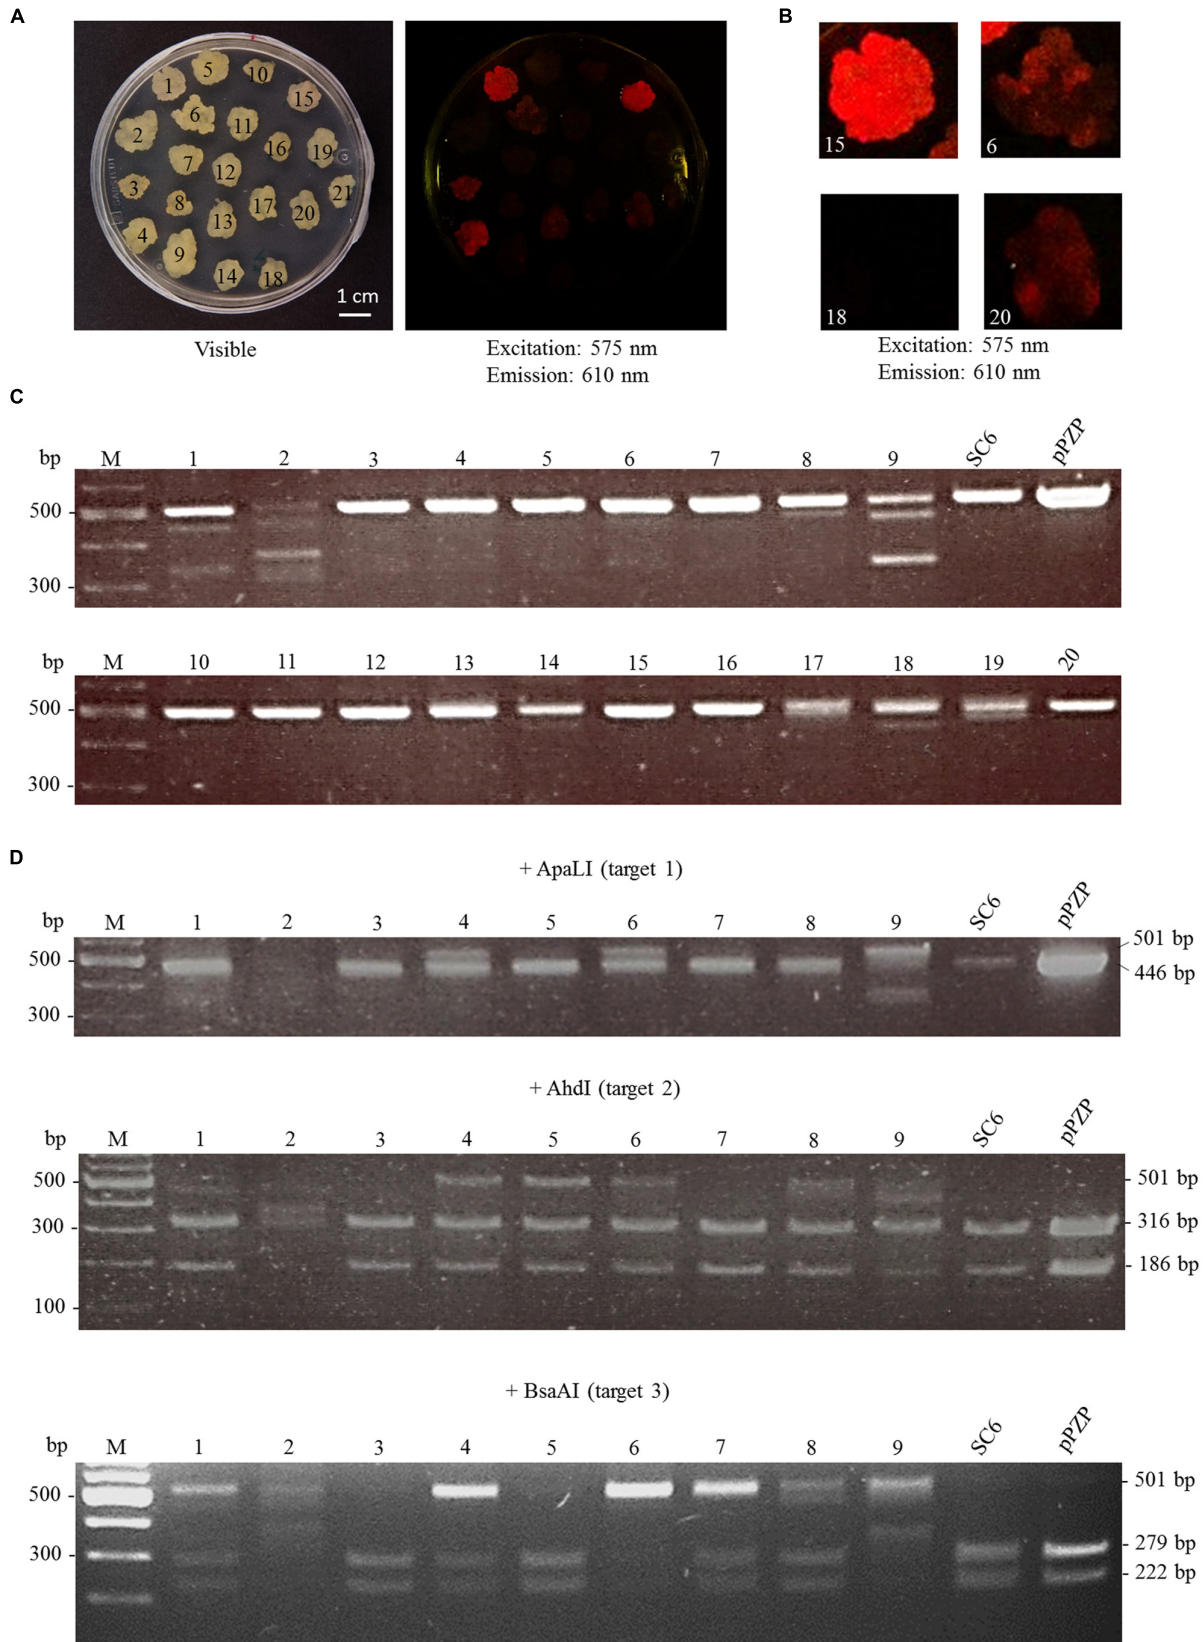 A
B
1 5 10 15
2 6 11 16 19
3 7 12 17 20 21
4 8 13
9 14 18
1 cm
15 6
18 20
Visible
Excitation: 575 nm
Emission: 610 nm
Excitation: 575 nm
Emission: 610 nm
C
bp M 1 2 3 4 5 6 7 8 9 SC6 pPZP
500
300
bp M 10 11 12 13 14 15 16 17 18 19 20
500
300
D
+ ApaLI (target 1)
bp M 1 2 3 4 5 6 7 8 9 SC6 pPZP
500 501 bp
446 bp
300
+ AhdI (target 2)
bp M 1 2 3 4 5 6 7 8 9 SC6 pPZP
500 501 bp
300 316 bp
186 bp
100
+ BsaAI (target 3)
bp M 1 2 3 4 5 6 7 8 9 SC6 pPZP
500 501 bp
300 279 bp
222 bp